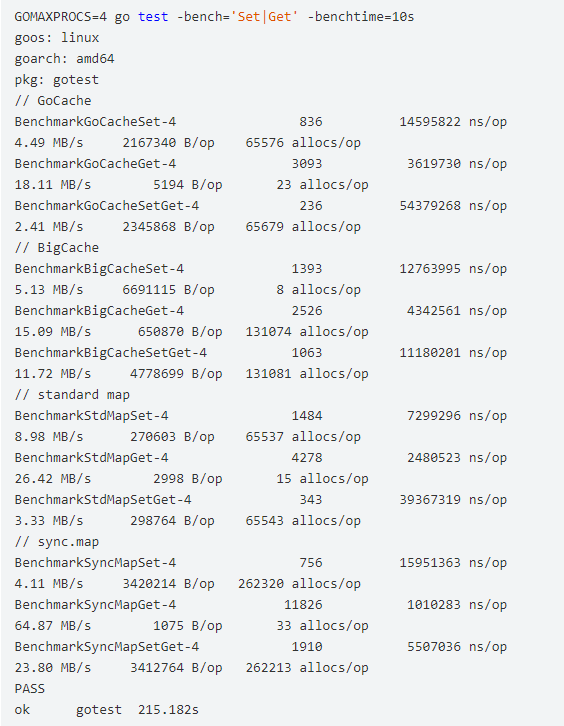 GOMAXPROCS=4 go test -bench='Set|Get' -benchtime=10s
goos: linux
goarch: amd64
pkg: gotest
// GoCache
BenchmarkGoCacheSet-4 836 14595822 ns/op
4.49 MB/s 2167340 B/op 65576 allocs/op
BenchmarkGoCacheGet-4 3093 3619730 ns/op
18.11 MB/s 5194 B/op 23 allocs/op
BenchmarkGoCacheSetGet-4 236 54379268 ns/op
2.41 MB/s 2345868 B/op 65679 allocs/op
// BigCache
BenchmarkBigCacheSet-4 1393 12763995 ns/op
5.13 MB/s 6691115 B/op 8 allocs/op
BenchmarkBigCacheGet-4 2526 4342561 ns/op
15.09 MB/s 650870 B/op 131074 allocs/op
BenchmarkBigCacheSetGet-4 1063 11180201 ns/op
11.72 MB/s 4778699 B/op 131081 allocs/op
// standard map
BenchmarkStdMapSet-4 1484 7299296 ns/op
8.98 MB/s 270603 B/op 65537 allocs/op
BenchmarkStdMapGet-4 4278 2480523 ns/op
26.42 MB/s 2998 B/op 15 allocs/op
BenchmarkStdMapSetGet-4 343 39367319 ns/op
3.33 MB/s 298764 B/op 65543 allocs/op
// sync.map
BenchmarkSyncMapSet-4 756 15951363 ns/op
4.11 MB/s 3420214 B/op 262320 allocs/op
BenchmarkSyncMapGet-4 11826 1010283 ns/op
64.87 MB/s 1075 B/op 33 allocs/op
BenchmarkSyncMapSetGet-4 1910 5507036 ns/op
23.80 MB/s 3412764 B/op 262213 allocs/op
PASS
ok gotest 215.182s